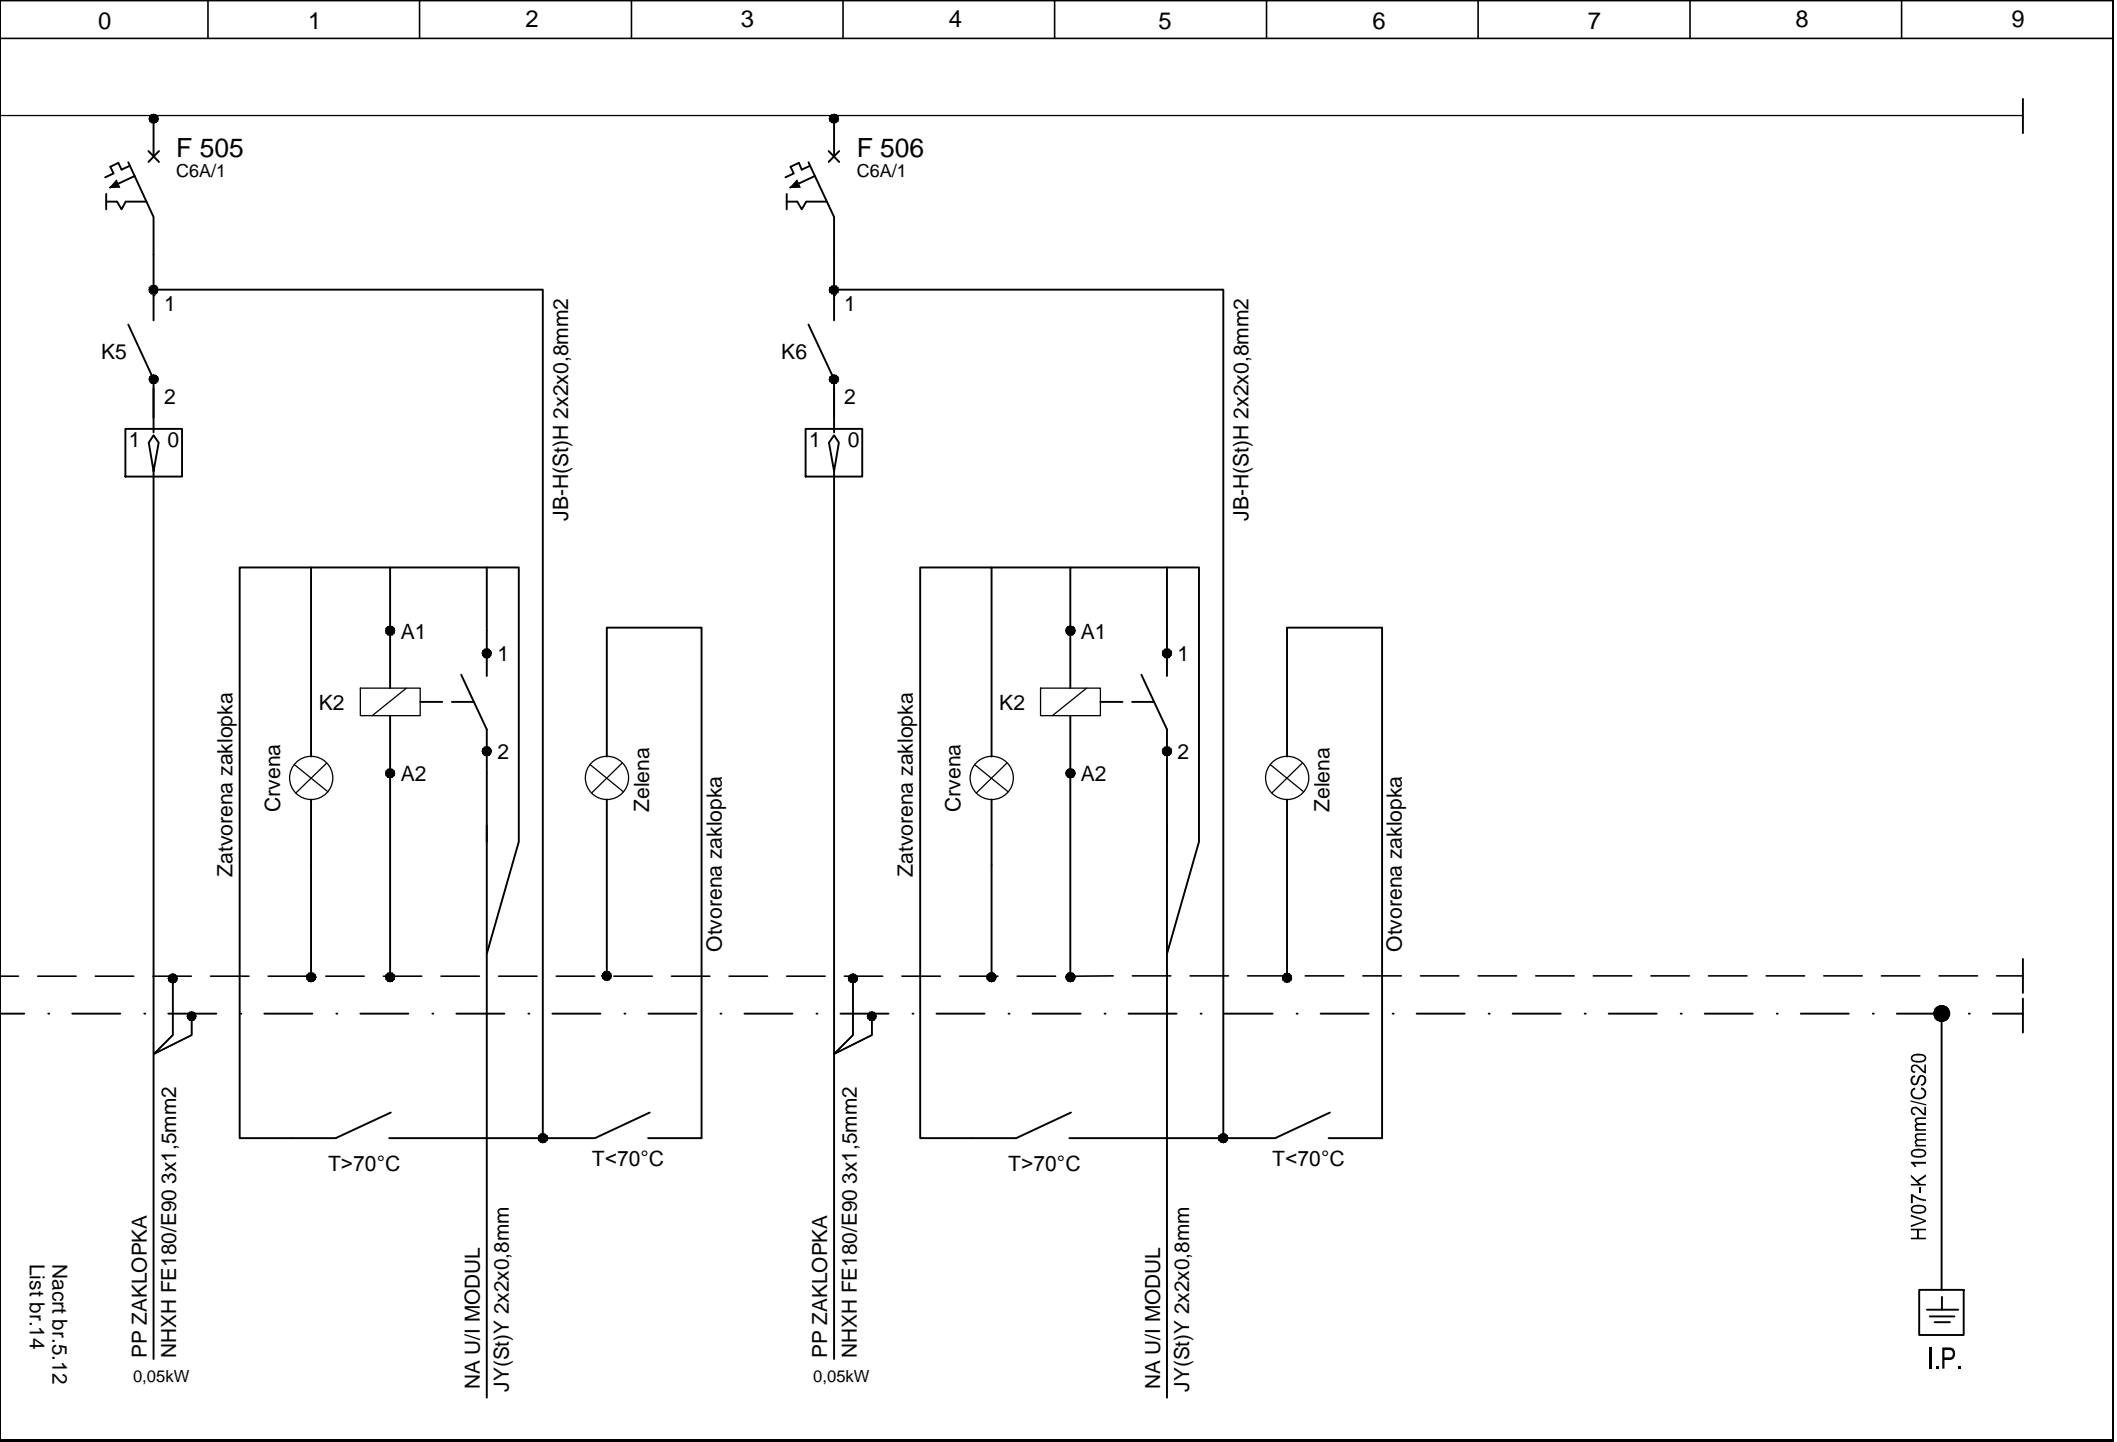 0 1 2 3 4 5 6 7 8 9
F 505
C6A/1
1
K5
2
1 0
JB-H(St)H 2x2x0,8mm2
Zatvorena zaklopka
Crvena
K2
A1
A2
1
2
Zelena
Otvorena zaklopka
T>70°C
T<70°C
PP ZAKLOPKA
NHXH FE180/E90 3x1,5mm2
0,05kW
NA U/I MODUL
JY(St)Y 2x2x0,8mm
F 506
C6A/1
1
K6
2
1 0
JB-H(St)H 2x2x0,8mm2
Zatvorena zaklopka
Crvena
K2
A1
A2
1
2
Zelena
Otvorena zaklopka
T>70°C
T<70°C
PP ZAKLOPKA
NHXH FE180/E90 3x1,5mm2
0,05kW
NA U/I MODUL
JY(St)Y 2x2x0,8mm
HV07-K 10mm2/CS20
I.P.
Nacrt br.5.12
List br.14